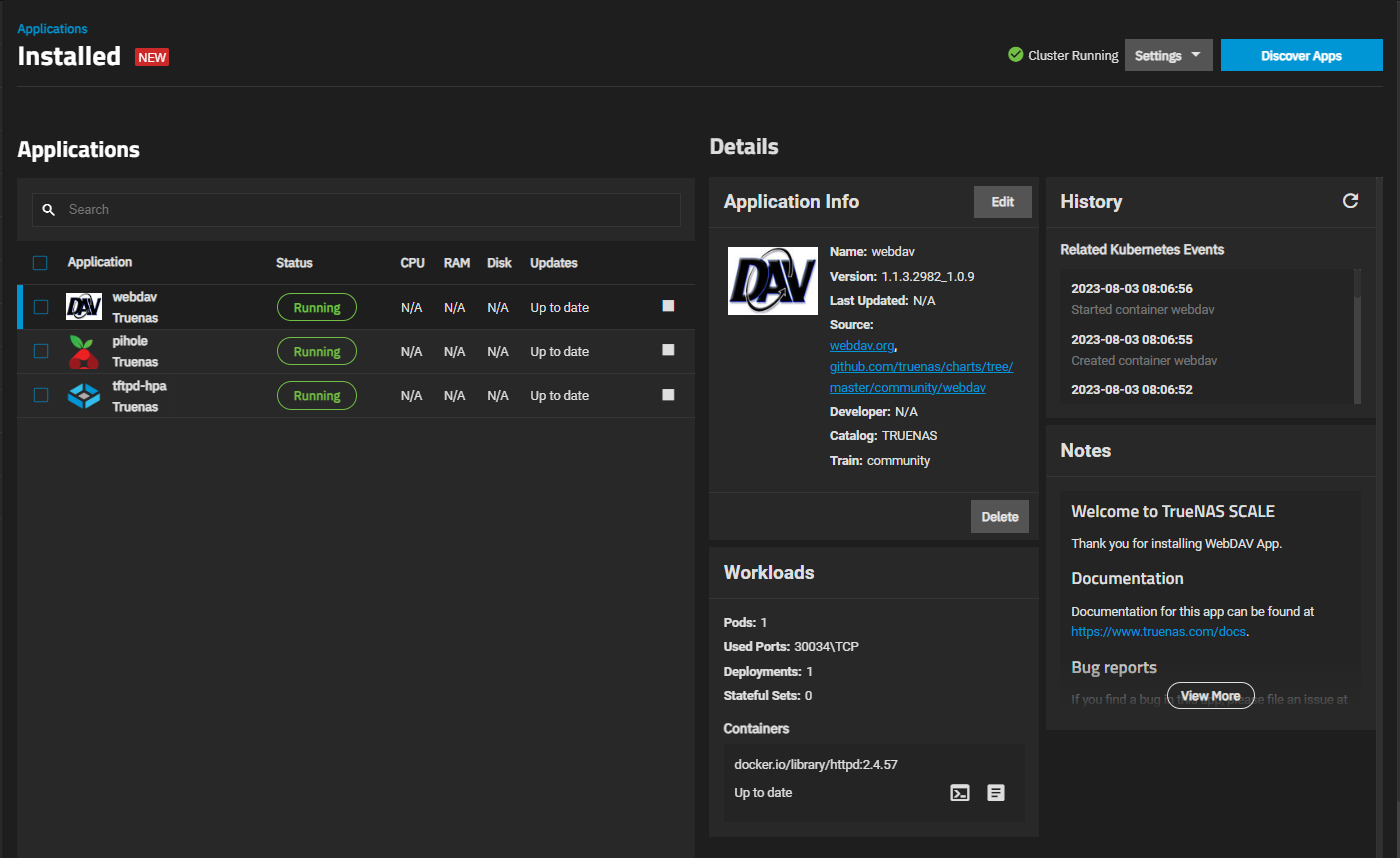 Applications
Installed NEW
Cluster Running
Settings
Discover Apps
Applications
Search
Application Status CPU RAM Disk Updates
webdav
Truenas
Running N/A N/A N/A Up to date
pihole
Truenas
Running N/A N/A N/A Up to date
tftpd-hpa
Truenas
Running N/A N/A N/A Up to date
Details
Application Info
Edit
DAV
Name: webdav
Version: 1.1.3.2982_1.0.9
Last Updated: N/A
Source:
webdav.org,
github.com/truenas/charts/tree/
master/community/webdav
Developer: N/A
Catalog: TRUENAS
Train: community
Delete
Workloads
Pods: 1
Used Ports: 30034\TCP
Deployments: 1
Stateful Sets: 0
Containers
docker.io/library/httpd:2.4.57
Up to date
History
Related Kubernetes Events
2023-08-03 08:06:56
Started container webdav
2023-08-03 08:06:55
Created container webdav
2023-08-03 08:06:52
Notes
Welcome to TrueNAS SCALE
Thank you for installing WebDAV App.
Documentation
Documentation for this app can be found at
https://www.truenas.com/docs.
Bug reports
If you find a bug in this app, please file an issue at
View More